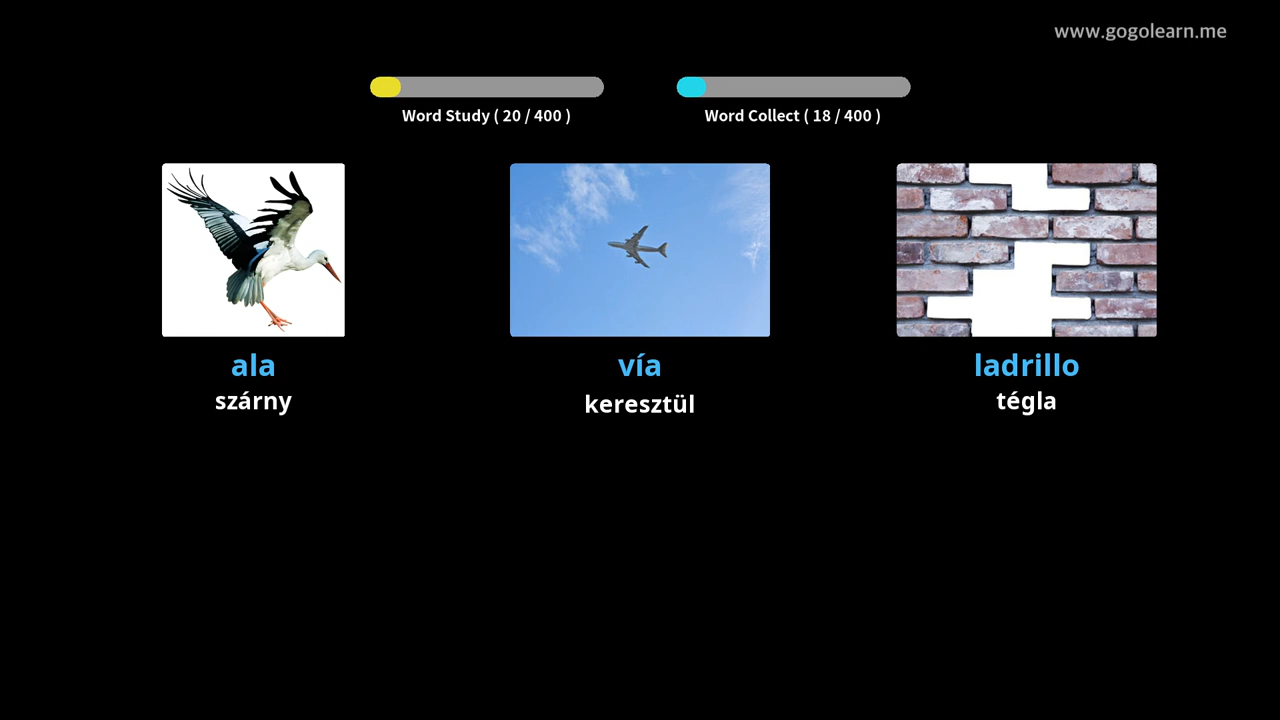 www.gogolearn.me
Word Study ( 20 / 400 )
Word Collect ( 18 / 400 )
ala
szárny
vía
keresztül
ladrillo
tégla